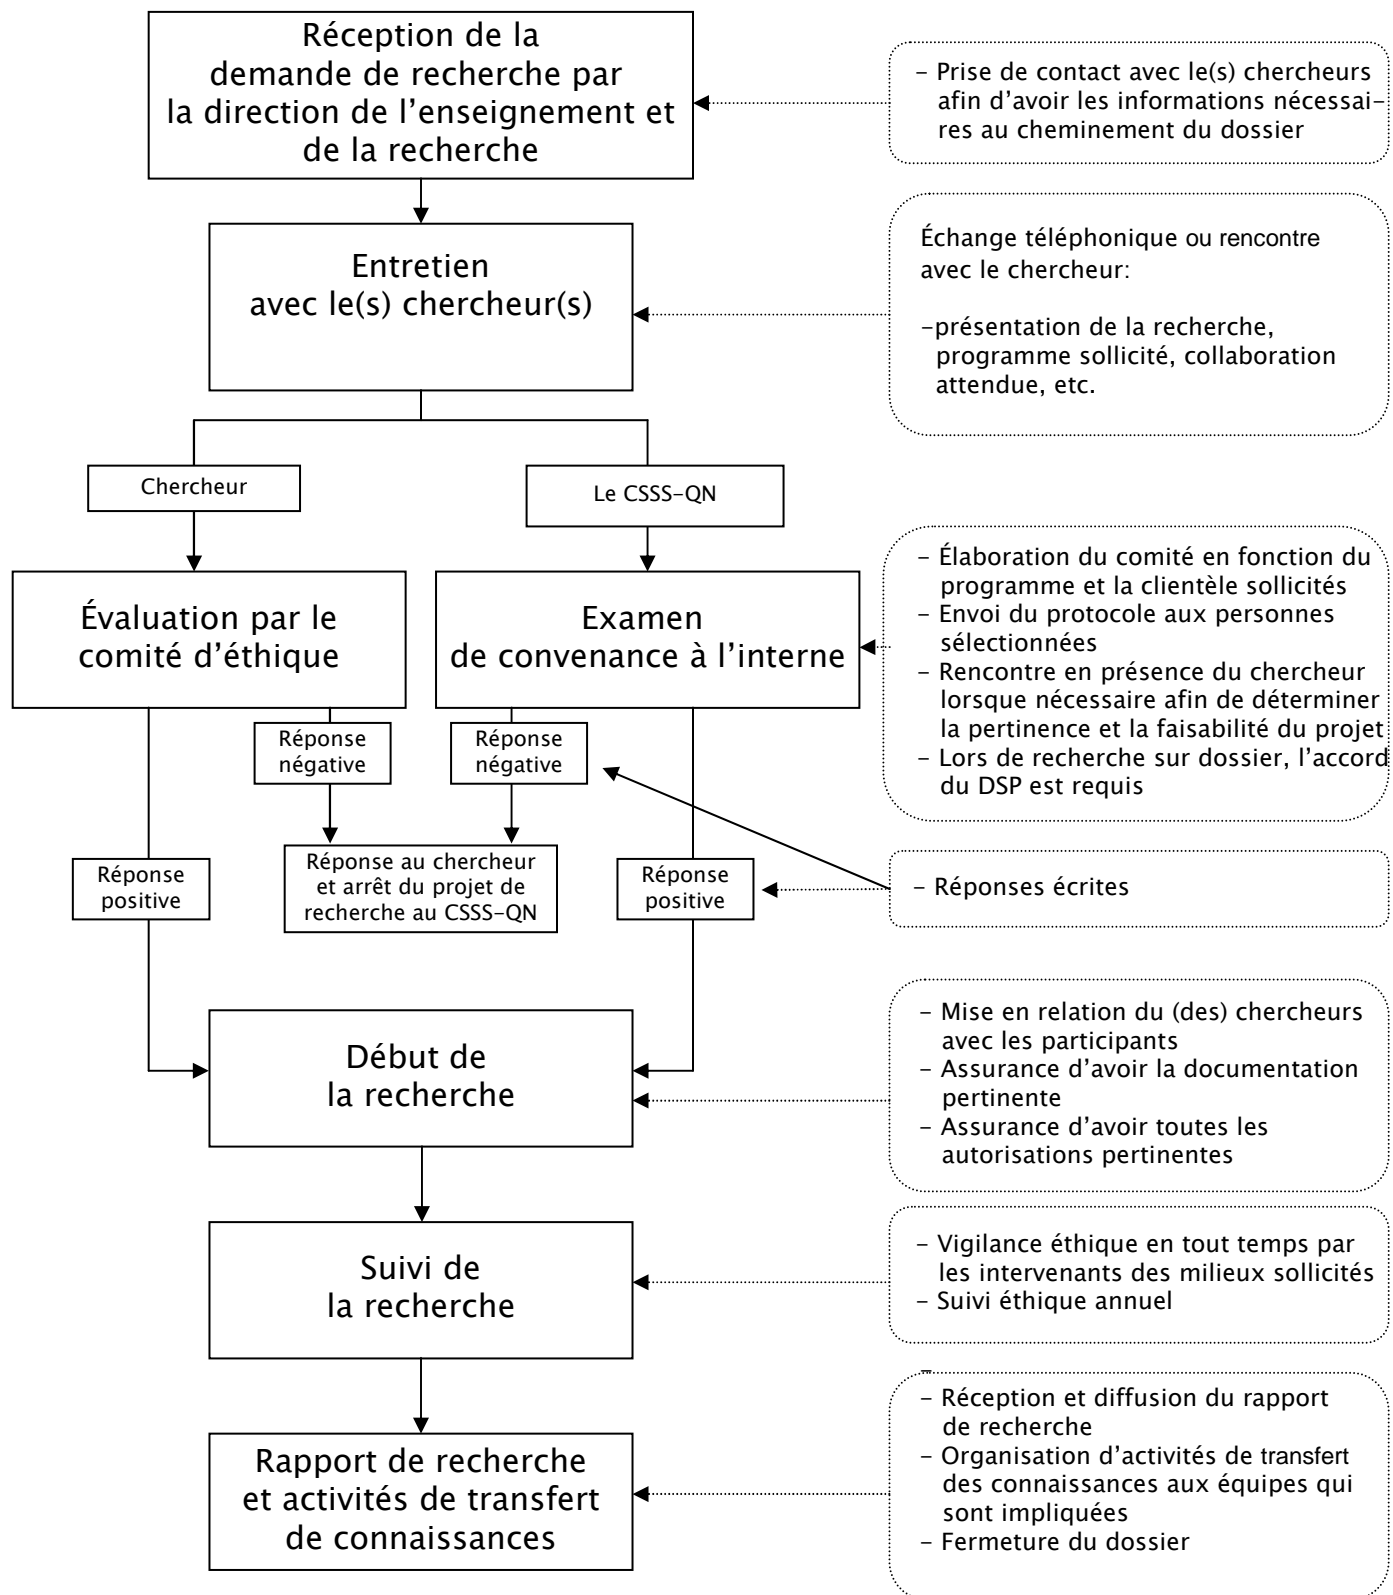 Réception de la
demande de recherche par
la direction de l'enseignement et
de la recherche
– Prise de contact avec le(s) chercheurs
afin d'avoir les informations nécessai–
res au cheminement du dossier
Entretien
avec le(s) chercheur(s)
Échange téléphonique ou rencontre
avec le chercheur:
–présentation de la recherche,
programme sollicité, collaboration
attendue, etc.
Chercheur
Le CSSS–QN
Évaluation par le
comité d'éthique
Examen
de convenance à l'interne
– Élaboration du comité en fonction du
programme et la clientèle sollicités
– Envoi du protocole aux personnes
sélectionnées
– Rencontre en présence du chercheur
lorsque nécessaire afin de déterminer
la pertinence et la faisabilité du projet
– Lors de recherche sur dossier, l'accord
du DSP est requis
Réponse
négative
Réponse
négative
Réponse
positive
Réponse au chercheur
et arrêt du projet de
recherche au CSSS–QN
Réponse
positive
– Réponses écrites
Début de
la recherche
– Mise en relation du (des) chercheurs
avec les participants
– Assurance d'avoir la documentation
pertinente
– Assurance d'avoir toutes les
autorisations pertinentes
Suivi de
la recherche
– Vigilance éthique en tout temps par
les intervenants des milieux sollicités
– Suivi éthique annuel
Rapport de recherche
et activités de transfert
de connaissances
–
– Réception et diffusion du rapport
de recherche
– Organisation d'activités de transfert
des connaissances aux équipes qui
sont impliquées
– Fermeture du dossier